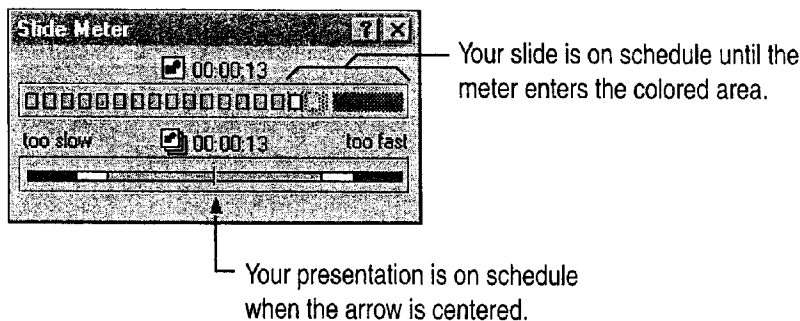 Slide Meter
00:00:13
Your slide is on schedule until the
meter enters the colored area.
too slow 00:00:13 too fast
Your presentation is on schedule
when the arrow is centered.